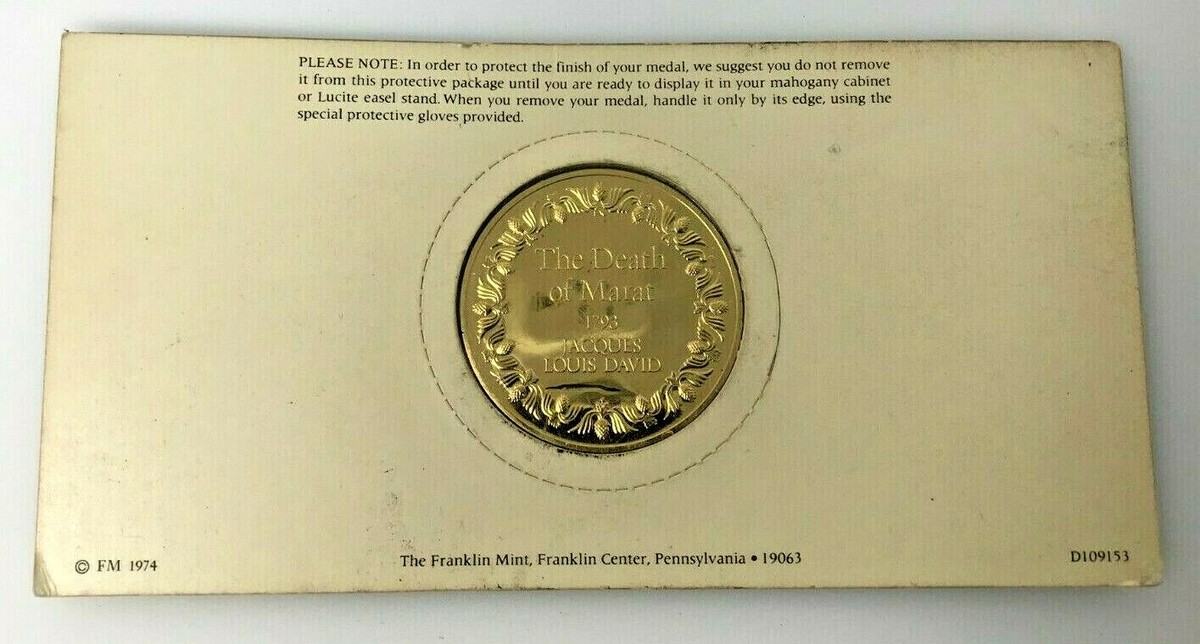 PLEASE NOTE: In order to protect the finish of your medal, we suggest you do not remove
it from this protective package until you are ready to display it in your mahogany cabinet
or Lucite easel stand. When you remove your medal, handle it only by its edge, using the
special protective gloves provided.
The Death
of Marat
1793
JACQUES
LOUIS DAVID
© FM 1974
The Franklin Mint, Franklin Center, Pennsylvania • 19063
D109153